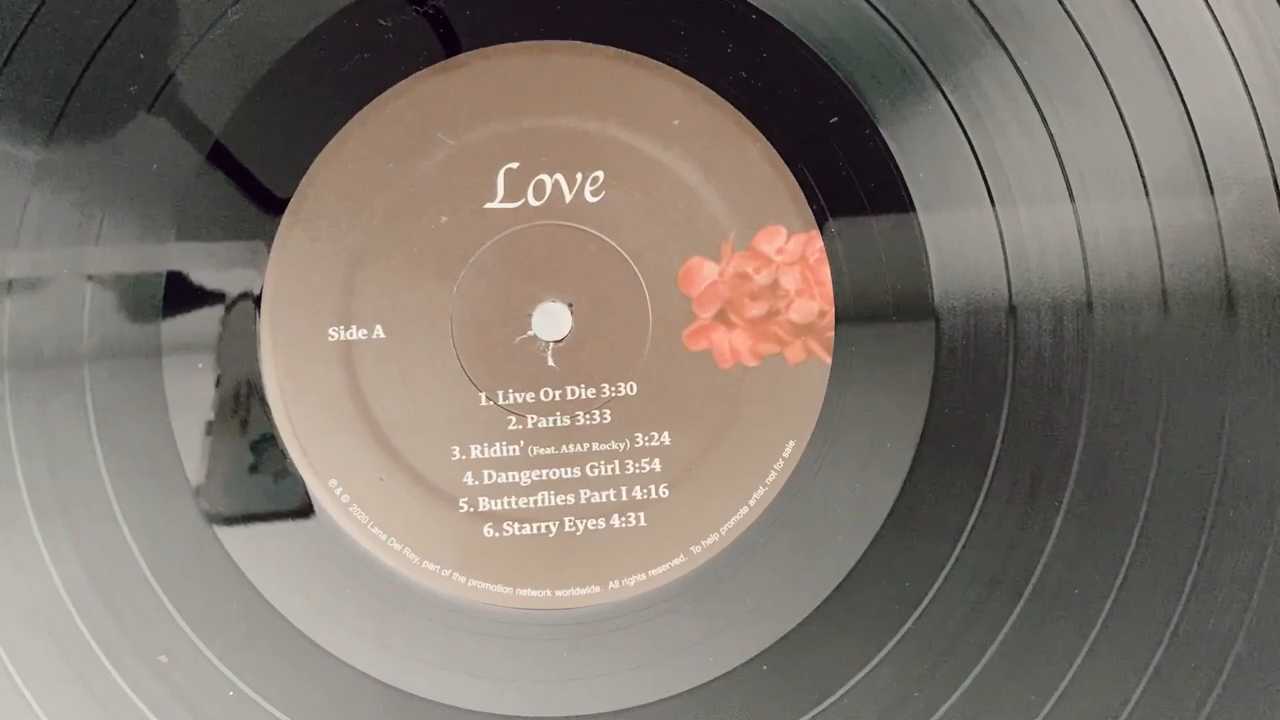 Love
Side A
1. Live Or Die 3:30
2. Paris 3:33
3. Ridin' (Feat. A$AP Rocky) 3:24
4. Dangerous Girl 3:54
5. Butterflies Part I 4:16
6. Starry Eyes 4:31
℗ & © 2020 Lana Del Rey, part of the promotion network worldwide. All rights reserved. To help promote artist, not for sale.